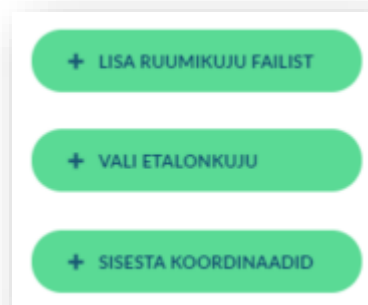 + LISA RUUMIKUJU FAILIST
+ VALI ETALONKUJU
+ SISESTA KOORDINAADID